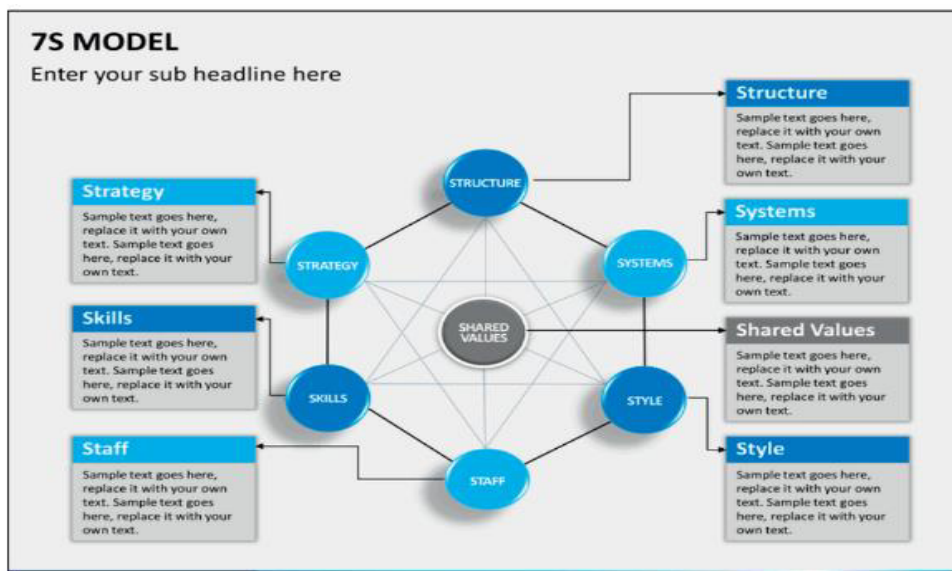 7S MODEL
Enter your sub headline here
Structure
Sample text goes here,
replace it with your own
text. Sample text goes
here, replace it with your
own text.
STRUCTURE
Strategy
Sample text goes here,
replace it with your own
text. Sample text goes
here, replace it with your
own text.
Systems
Sample text goes here,
replace it with your own
text. Sample text goes
here, replace it with your
own text.
STRATEGY
SYSTEMS
Skills
Sample text goes here,
replace it with your own
text. Sample text goes
here, replace it with your
own text.
SHARED
VALUES
Shared Values
Sample text goes here,
replace it with your own
text. Sample text goes
here, replace it with your
own text.
SKILLS
STYLE
Staff
Sample text goes here,
replace it with your own
text. Sample text goes
here, replace it with your
own text.
STAFF
Style
Sample text goes here,
replace it with your own
text. Sample text goes
here, replace it with your
own text.